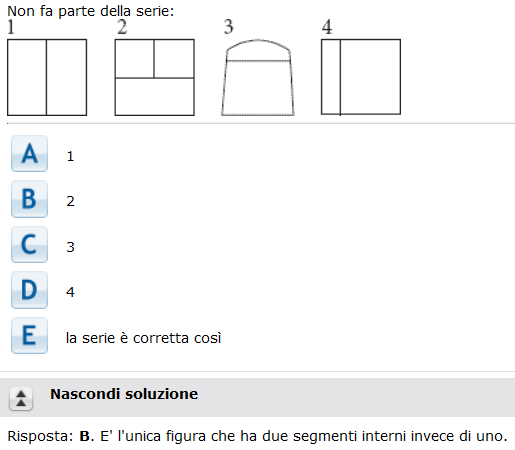 Non fa parte della serie:
1 2 3 4
A 1
B 2
C 3
D 4
E la serie è corretta così
Nascondi soluzione
Risposta: B. E' l'unica figura che ha due segmenti interni invece di uno.